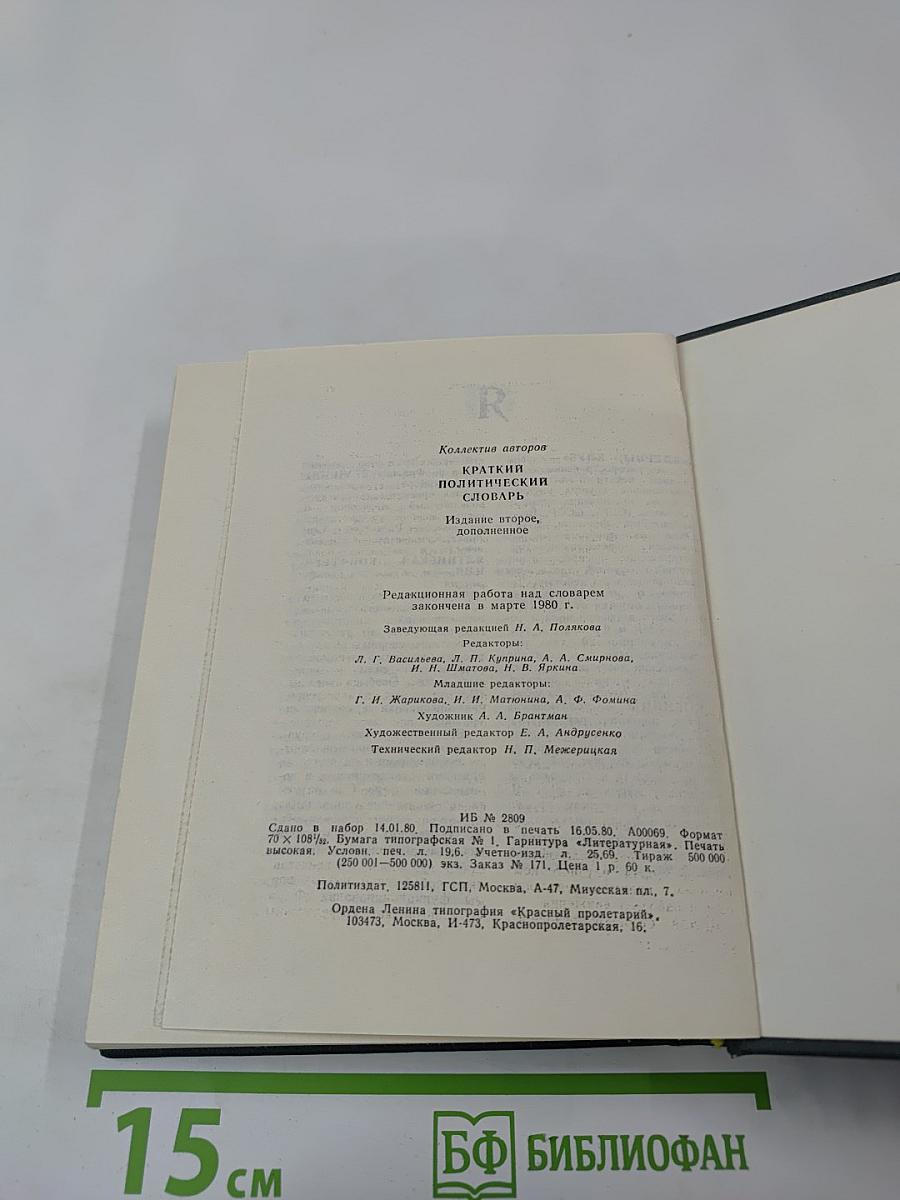 Коллектив авторов
КРАТКИЙ
ПОЛИТИЧЕСКИЙ
СЛОВАРЬ
Издание второе,
дополненное
Редакционная работа над словарем
закончена в марте 1980 г.
Заведующая редакцией Н. А. Полякова
Редакторы:
Л. Г. Васильева, Л. П. Куприна, А. А. Смирнова,
И. Н. Шматова, Н. В. Яркина
Младшие редакторы:
Г. И. Жарикова, И. И. Матюнина, А. Ф. Фомина
Художник А. А. Брантман
Художественный редактор Е. А. Андрусенко
Технический редактор Н. П. Межерицкая
ИБ № 2809
Сдано в набор 14.01.80. Подписано в печать 16.05.80. А00069. Формат
70 × 108¹/₃₂. Бумага типографская № 1. Гарнитура «Литературная». Печать
высокая. Условн. печ. л. 19,6. Учетно-изд. л. 25,69. Тираж 500 000
(250 001—500 000) экз. Заказ № 171. Цена 1 р. 60 к.
Политиздат, 125811, ГСП, Москва, А-47, Миусская пл., 7.
Ордена Ленина типография «Красный пролетарий».
103473, Москва, И-473, Краснопролетарская, 16.
15 см
БФ БИБЛИОФАН